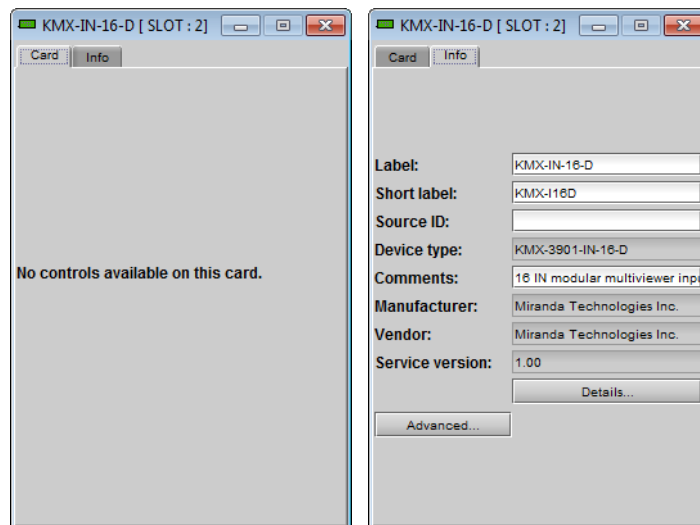 KMX-IN-16-D [ SLOT : 2]
Card Info
No controls available on this card.
KMX-IN-16-D [ SLOT : 2]
Card Info
Label: KMX-IN-16-D
Short label: KMX-I16D
Source ID:
Device type: KMX-3901-IN-16-D
Comments: 16 IN modular multiviewer inpu
Manufacturer: Miranda Technologies Inc.
Vendor: Miranda Technologies Inc.
Service version: 1.00
Details...
Advanced...